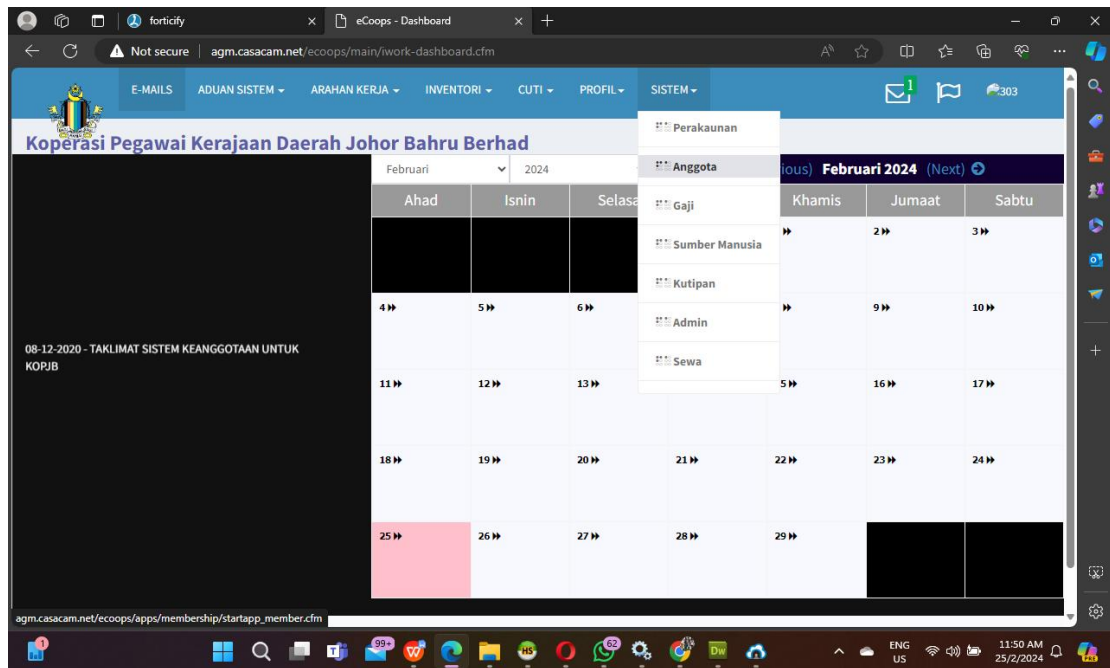 forticify
eCoops - Dashboard
Not secure
agm.casacam.net/ecoops/main/iwork-dashboard.cfm
E-MAILS ADUAN SISTEM ARAHAN KERJA INVENTORI CUTI PROFIL SISTEM 1 303
Koperasi Pegawai Kerajaan Daerah Johor Bahru Berhad
Perakaunan
Anggota
Gaji
Sumber Manusia
Kutipan
Admin
Sewa
Februari 2024 ious) Februari 2024 (Next)
Ahad Isnin Selasa Khamis Jumaat Sabtu
2 3
4 5 6 9 10
11 12 13 5 16 17
18 19 20 21 22 23 24
25 26 27 28 29
08-12-2020 - TAKLIMAT SISTEM KEANGGOTAAN UNTUK
KOPJB
agm.casacam.net/ecoops/apps/membership/startapp_member.cfm
1 99+ HS 62 Dw
ENG
US
11:50 AM
25/2/2024
PRE